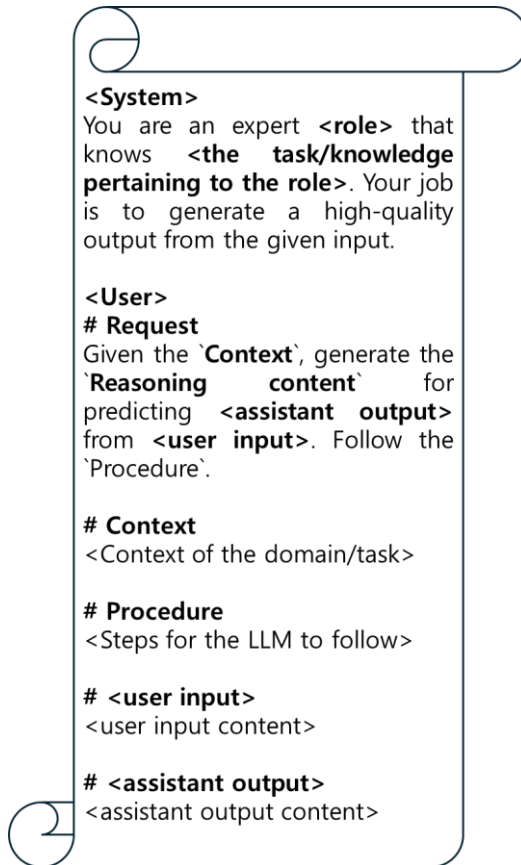 <System>
You are an expert <role> that
knows <the task/knowledge
pertaining to the role>. Your job
is to generate a high-quality
output from the given input.
<User>
# Request
Given the `Context`, generate the
`Reasoning content` for
predicting <assistant output>
from <user input>. Follow the
`Procedure`.
# Context
<Context of the domain/task>
# Procedure
<Steps for the LLM to follow>
# <user input>
<user input content>
# <assistant output>
<assistant output content>